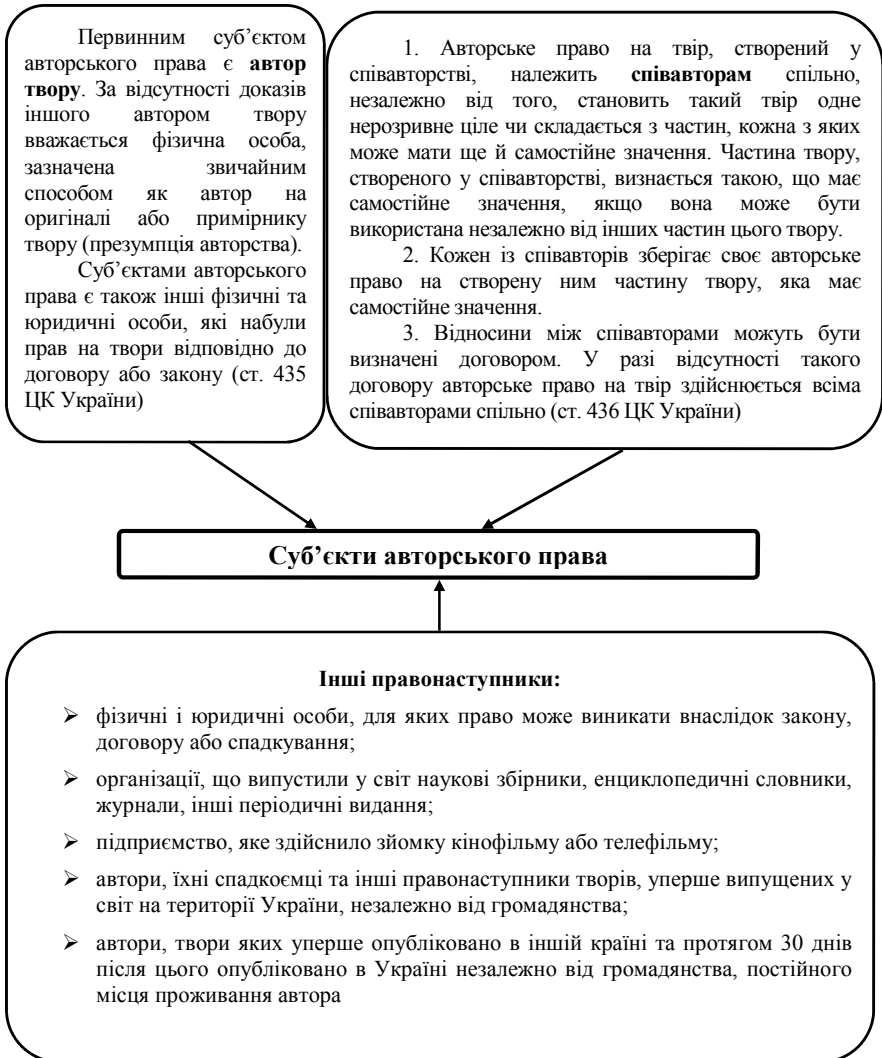 Первинним суб’єктом
авторського права є автор
твору. За відсутності доказів
іншого автором твору
вважається фізична особа,
зазначена звичайним
способом як автор на
оригіналі або примірнику
твору (презумпція авторства).
Суб’єктами авторського
права є також інші фізичні та
юридичні особи, які набули
прав на твори відповідно до
договору або закону (ст. 435
ЦК України)
1. Авторське право на твір, створений у
співавторстві, належить співавторам спільно,
незалежно від того, становить такий твір одне
нерозривне ціле чи складається з частин, кожна з яких
може мати ще й самостійне значення. Частина твору,
створеного у співавторстві, визнається такою, що має
самостійне значення, якщо вона може бути
використана незалежно від інших частин цього твору.
2. Кожен із співавторів зберігає своє авторське
право на створену ним частину твору, яка має
самостійне значення.
3. Відносини між співавторами можуть бути
визначені договором. У разі відсутності такого
договору авторське право на твір здійснюється всіма
співавторами спільно (ст. 436 ЦК України)
Суб’єкти авторського права
Інші правонаступники:
➢ фізичні і юридичні особи, для яких право може виникати внаслідок закону,
договору або спадкування;
➢ організації, що випустили у світ наукові збірники, енциклопедичні словники,
журнали, інші періодичні видання;
➢ підприємство, яке здійснило зйомку кінофільму або телефільму;
➢ автори, їхні спадкоємці та інші правонаступники творів, уперше випущених у
світ на території України, незалежно від громадянства;
➢ автори, твори яких уперше опубліковано в іншій країні та протягом 30 днів
після цього опубліковано в Україні незалежно від громадянства, постійного
місця проживання автора